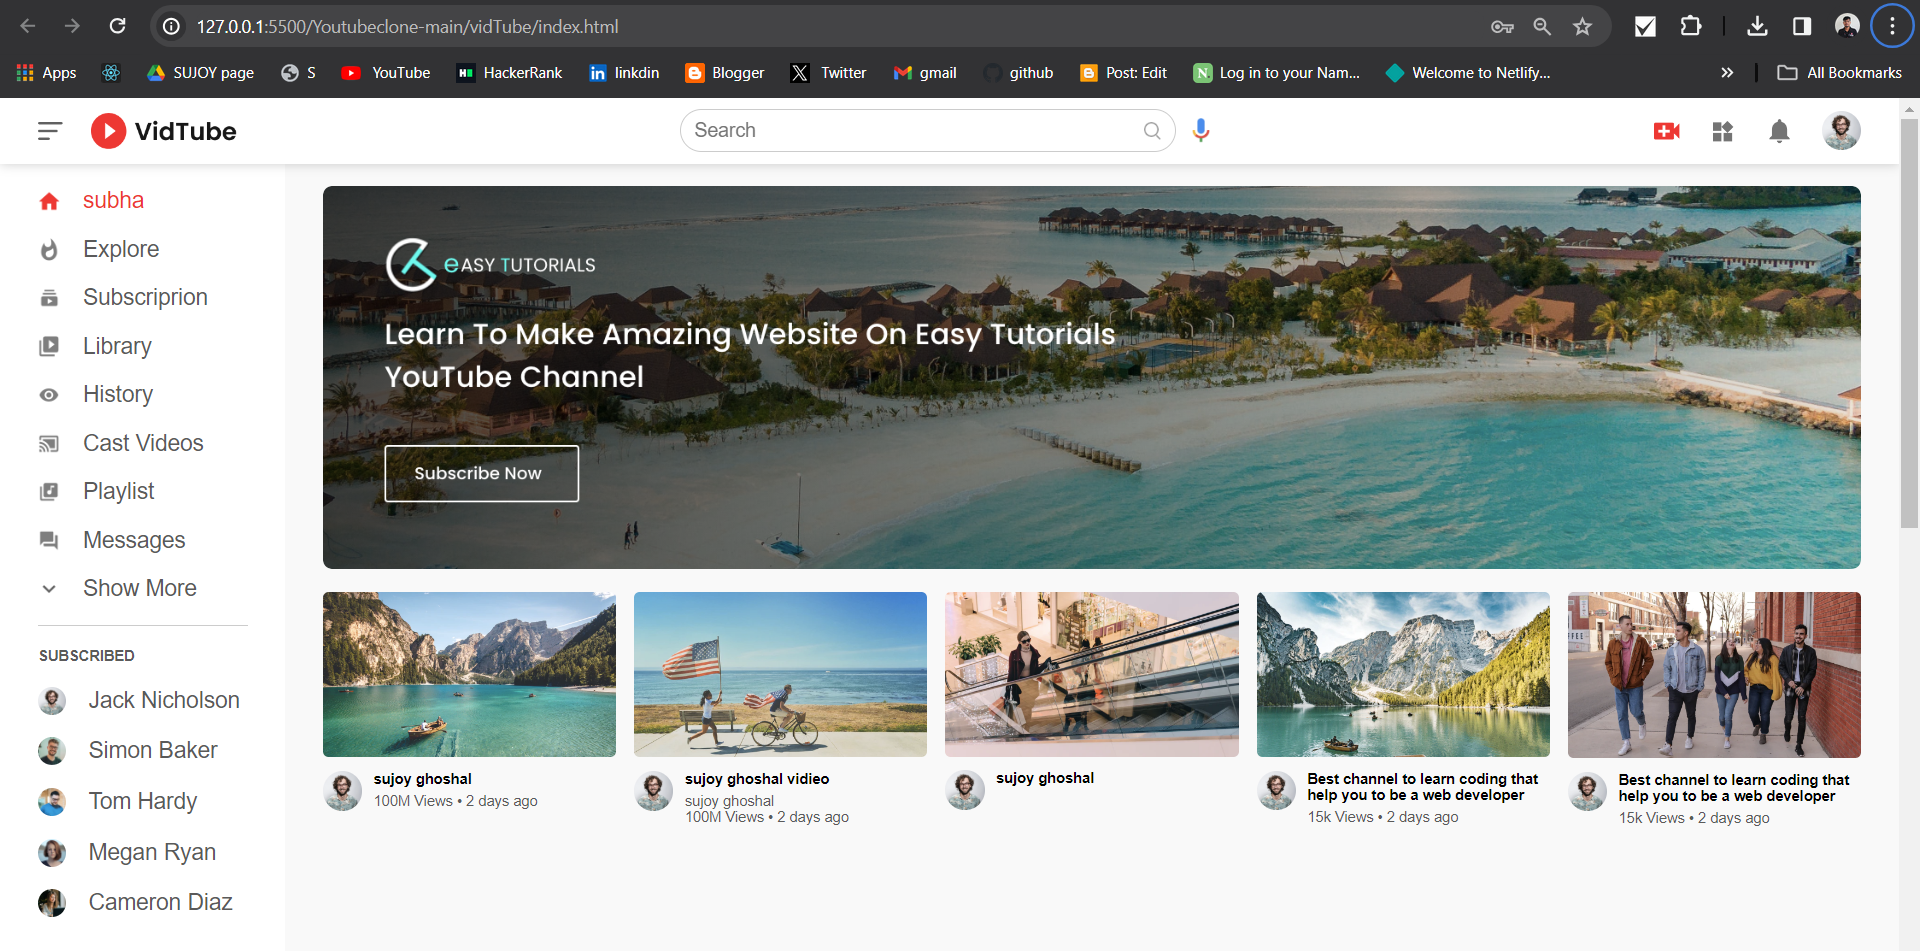 127.0.0.1:5500/Youtubeclone-main/vidTube/index.html
Apps
SUJOY page
S
YouTube
HackerRank
linkdin
Blogger
Twitter
gmail
github
Post: Edit
Log in to your Nam...
Welcome to Netlify...
All Bookmarks
VidTube
Search
subha
Explore
Subscriprion
Library
History
Cast Videos
Playlist
Messages
Show More
SUBSCRIBED
Jack Nicholson
Simon Baker
Tom Hardy
Megan Ryan
Cameron Diaz
eASY TUTORIALS
Learn To Make Amazing Website On Easy Tutorials
YouTube Channel
Subscribe Now
sujoy ghoshal
100M Views • 2 days ago
sujoy ghoshal vidieo
sujoy ghoshal
100M Views • 2 days ago
sujoy ghoshal
Best channel to learn coding that
help you to be a web developer
15k Views • 2 days ago
Best channel to learn coding that
help you to be a web developer
15k Views • 2 days ago